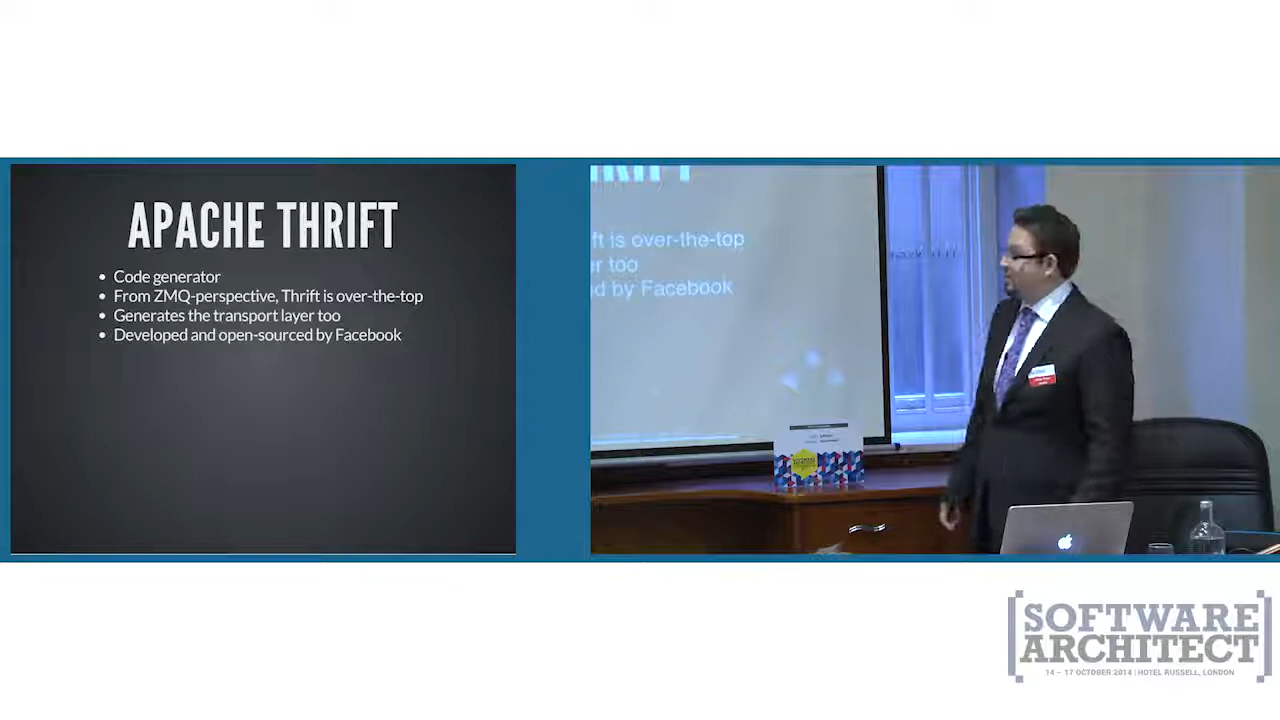 APACHE THRIFT
Code generator
From ZMQ-perspective, Thrift is over-the-top
Generates the transport layer too
Developed and open-sourced by Facebook
RIFT
ift is over-the-top
er too
ed by Facebook
[SOFTWARE
ARCHITECT]
14 – 17 OCTOBER 2014 | HOTEL RUSSELL, LONDON